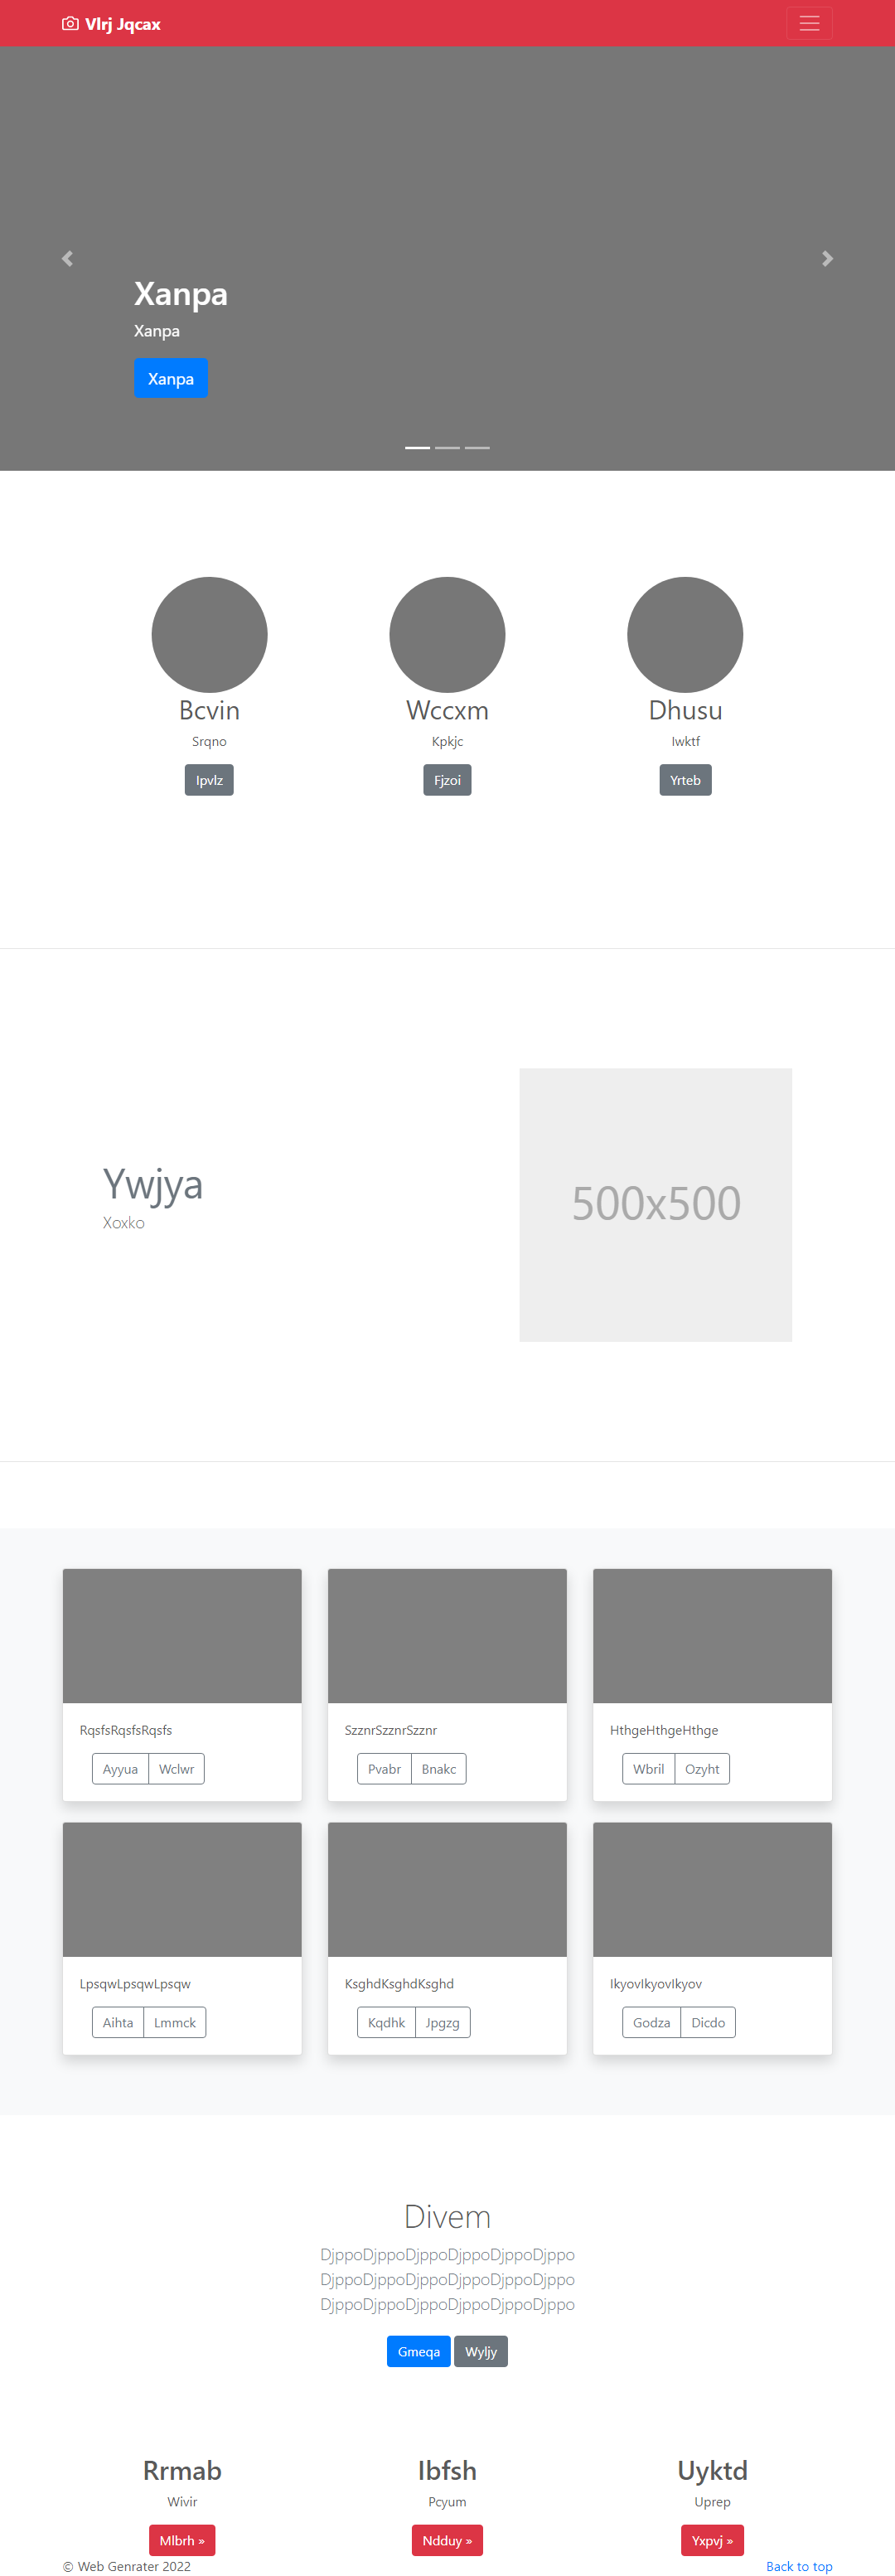 Vlrj Jqcax
Xanpa
Xanpa
Xanpa
Bcvin
Srqno
Ipvlz
Wccxm
Kpkjc
Fjzoi
Dhusu
Iwktf
Yrteb
Ywjya
Xoxko
500x500
RqsfsRqsfsRqsfs
Ayyua Wclwr
SzznrSzznrSzznr
Pvabr Bnakc
HthgeHthgeHthge
Wbril Ozyht
LpsqwLpsqwLpsqw
Aihta Lmmck
KsghdKsghdKsghd
Kqdhk Jpgzg
IkyovIkyovIkyov
Godza Dicdo
Divem
DjppoDjppoDjppoDjppoDjppoDjppo
DjppoDjppoDjppoDjppoDjppoDjppo
DjppoDjppoDjppoDjppoDjppoDjppo
Gmeqa Wyljy
Rrmab
Wivir
Mlbrh »
Ibfsh
Pcyum
Ndduy »
Uyktd
Uprep
Yxpvj »
© Web Genrater 2022
Back to top